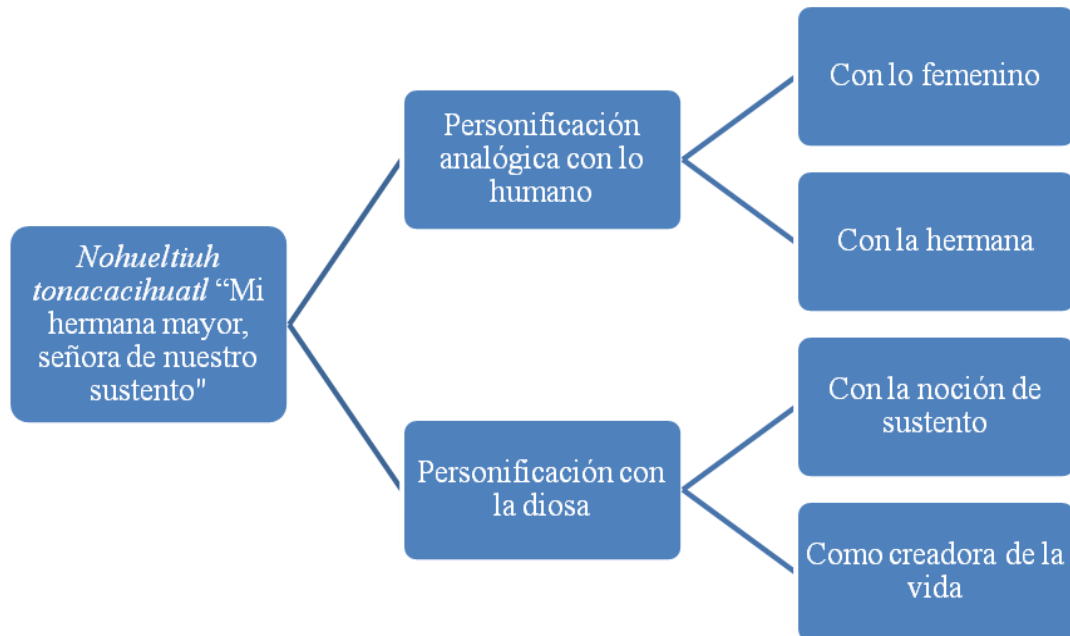 Nohueltiuh
tonacacihuatl “Mi
hermana mayor,
señora de nuestro
sustento"
Personificación
analógica con lo
humano
Con lo femenino
Con la hermana
Personificación con
la diosa
Con la noción de
sustento
Como creadora de la
vida